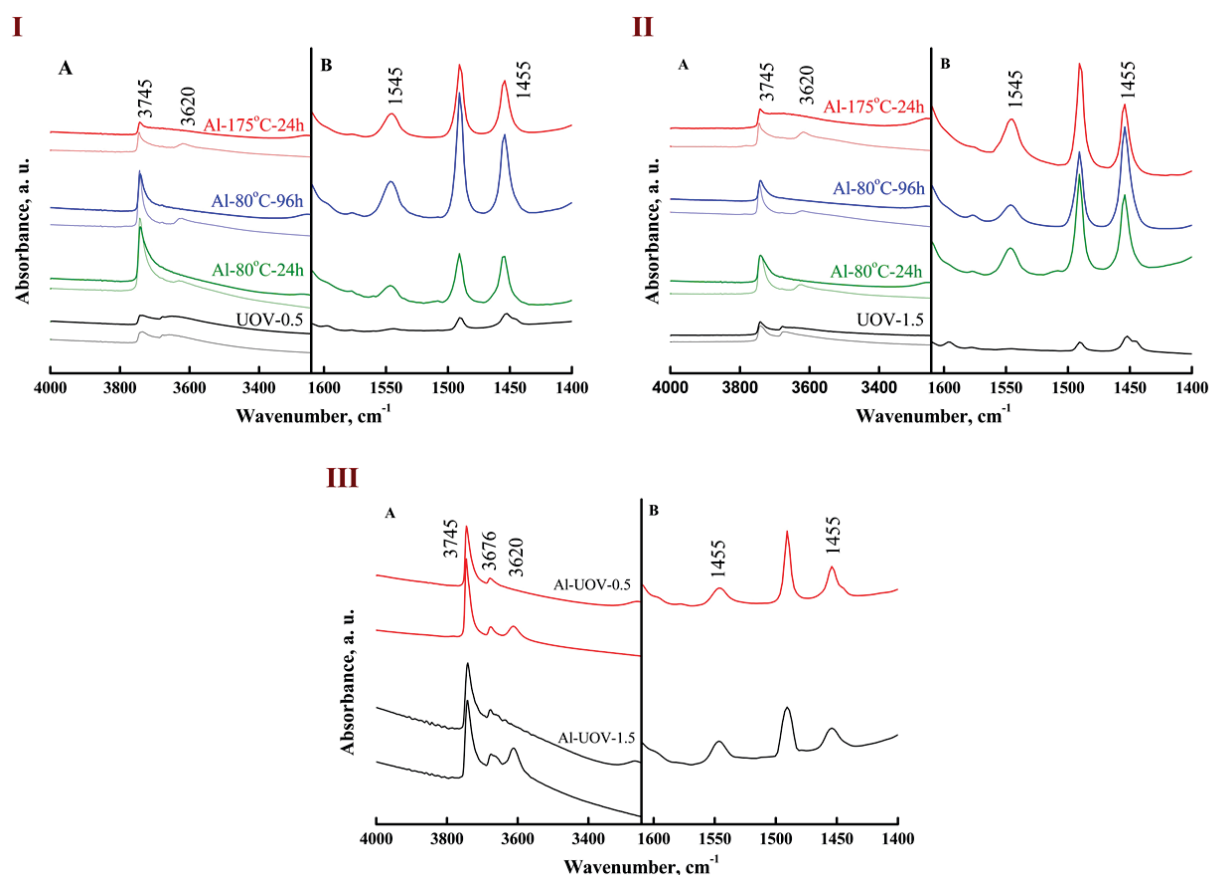 I
A
B
3745
3620
1545
1455
Al-175°C-24h
Al-80°C-96h
Al-80°C-24h
UOV-0.5
Absorbance, a. u.
4000 3800 3600 3400 1600 1550 1500 1450 1400
Wavenumber, cm⁻¹
II
A
B
3745
3620
1545
1455
Al-175°C-24h
Al-80°C-96h
Al-80°C-24h
UOV-1.5
Absorbance, a. u.
4000 3800 3600 3400 1600 1550 1500 1450 1400
Wavenumber, cm⁻¹
III
A
B
3745
3676
3620
1455
1455
Al-UOV-0.5
Al-UOV-1.5
Absorbance, a. u.
4000 3800 3600 3400 1600 1550 1500 1450 1400
Wavenumber, cm⁻¹